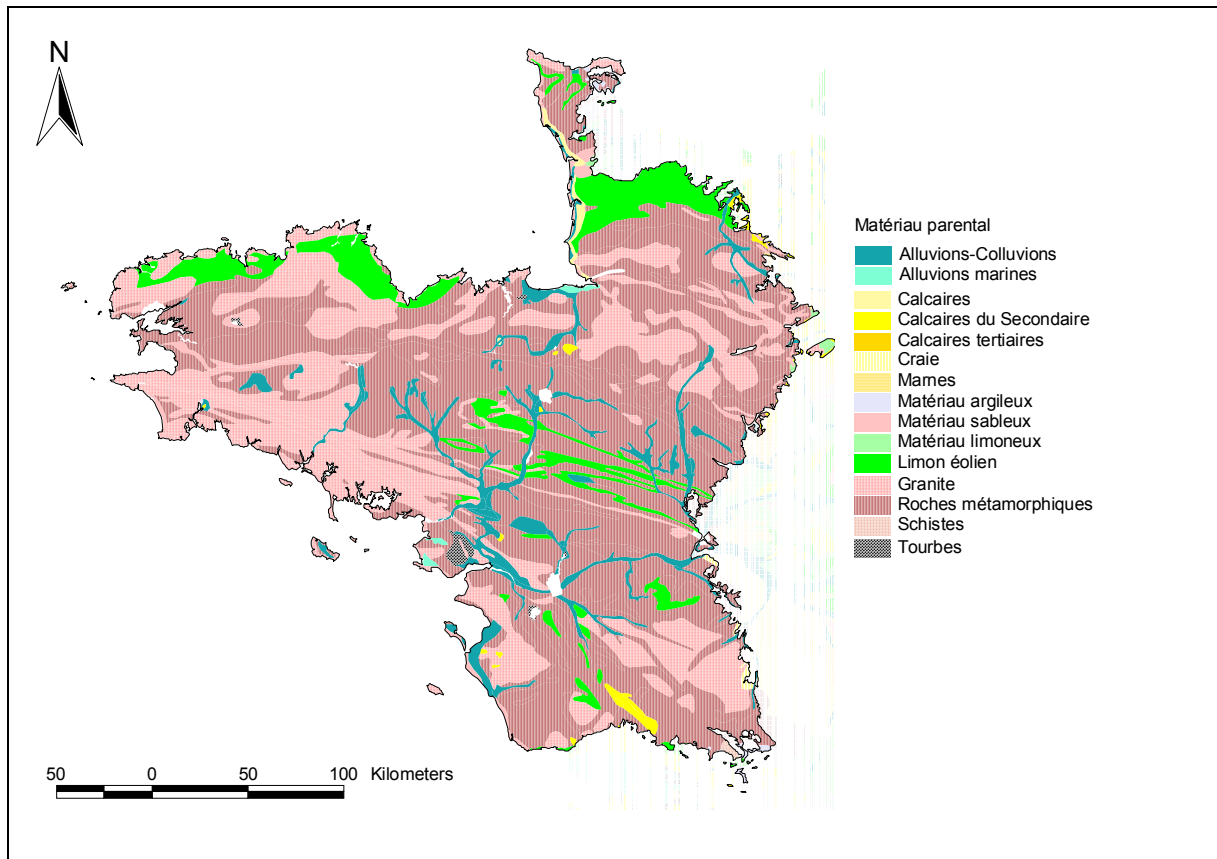 N
Matériau parental
Alluvions-Colluvions
Alluvions marines
Calcaires
Calcaires du Secondaire
Calcaires tertiaires
Craie
Marnes
Matériau argileux
Matériau sableux
Matériau limoneux
Limon éolien
Granite
Roches métamorphiques
Schistes
Tourbes
50 0 50 100 Kilometers